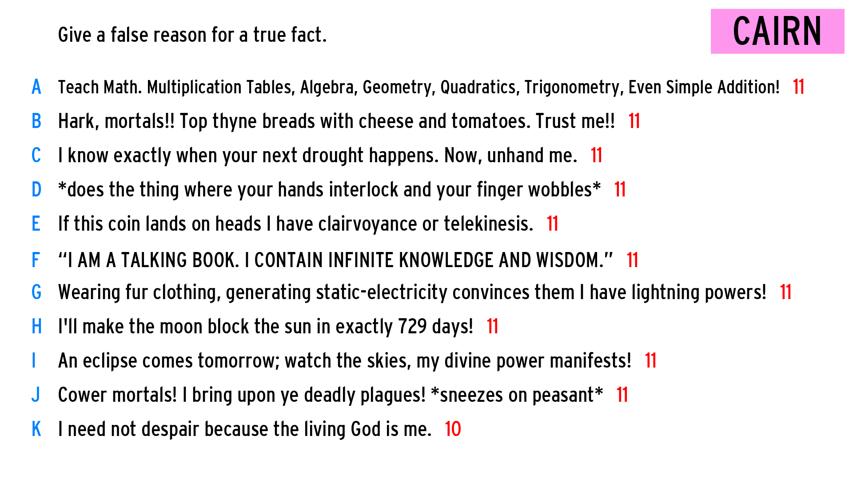 Give a false reason for a true fact.
CAIRN
A Teach Math. Multiplication Tables, Algebra, Geometry, Quadratics, Trigonometry, Even Simple Addition! 11
B Hark, mortals!! Top thyne breads with cheese and tomatoes. Trust me!! 11
C I know exactly when your next drought happens. Now, unhand me. 11
D *does the thing where your hands interlock and your finger wobbles* 11
E If this coin lands on heads I have clairvoyance or telekinesis. 11
F “I AM A TALKING BOOK. I CONTAIN INFINITE KNOWLEDGE AND WISDOM.” 11
G Wearing fur clothing, generating static-electricity convinces them I have lightning powers! 11
H I'll make the moon block the sun in exactly 729 days! 11
I An eclipse comes tomorrow; watch the skies, my divine power manifests! 11
J Cower mortals! I bring upon ye deadly plagues! *sneezes on peasant* 11
K I need not despair because the living God is me. 10